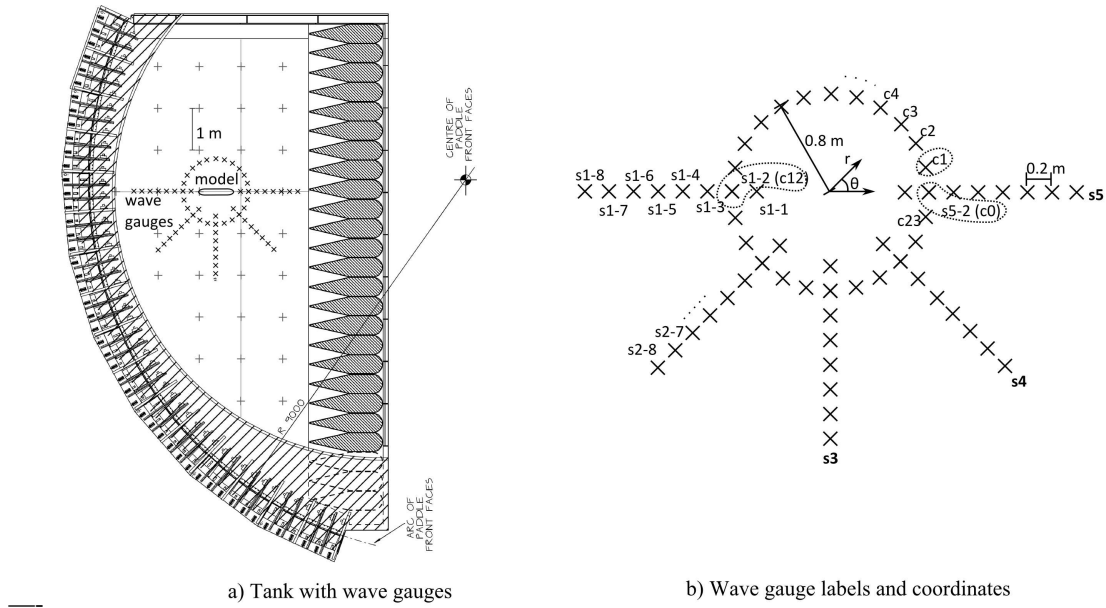 CENTRE OF
PADDLE
FRONT FACES
1 m
model
wave
gauges
R 9000
ARC OF
PADDLE
FRONT FACES
a) Tank with wave gauges
c4
c3
c2
c1
0.8 m
r
θ
0.2 m
s1-8
s1-6
s1-4
s1-2 (c12)
s1-7
s1-5
s1-3
s1-1
s5
s5-2 (c0)
c23
s2-7
s2-8
s4
s3
b) Wave gauge labels and coordinates